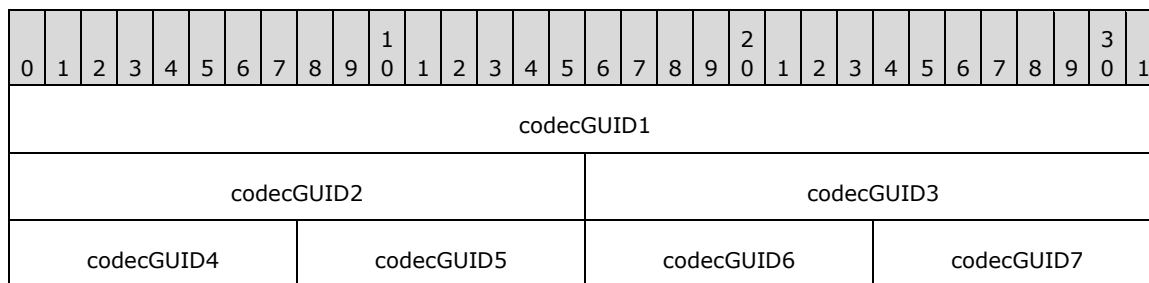 1 2 3
0 1 2 3 4 5 6 7 8 9 0 1 2 3 4 5 6 7 8 9 0 1 2 3 4 5 6 7 8 9 0 1
codecGUID1
codecGUID2 codecGUID3
codecGUID4 codecGUID5 codecGUID6 codecGUID7